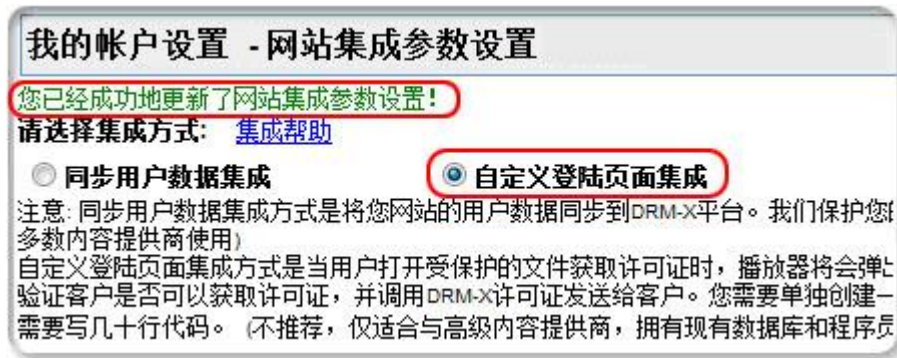 我的帐户设置 - 网站集成参数设置
您已经成功地更新了网站集成参数设置!
请选择集成方式: 集成帮助
同步用户数据集成 自定义登陆页面集成
注意: 同步用户数据集成方式是将您网站的用户数据同步到DRM-X平台。我们保护您
多数内容提供商使用)
自定义登陆页面集成方式是当用户打开受保护的文件获取许可证时，播放器将会弹
验证客户是否可以获取许可证，并调用DRM-X许可证发送给客户。您需要单独创建一
需要写几十行代码。 (不推荐，仅适合与高级内容提供商，拥有现有数据库和程序员